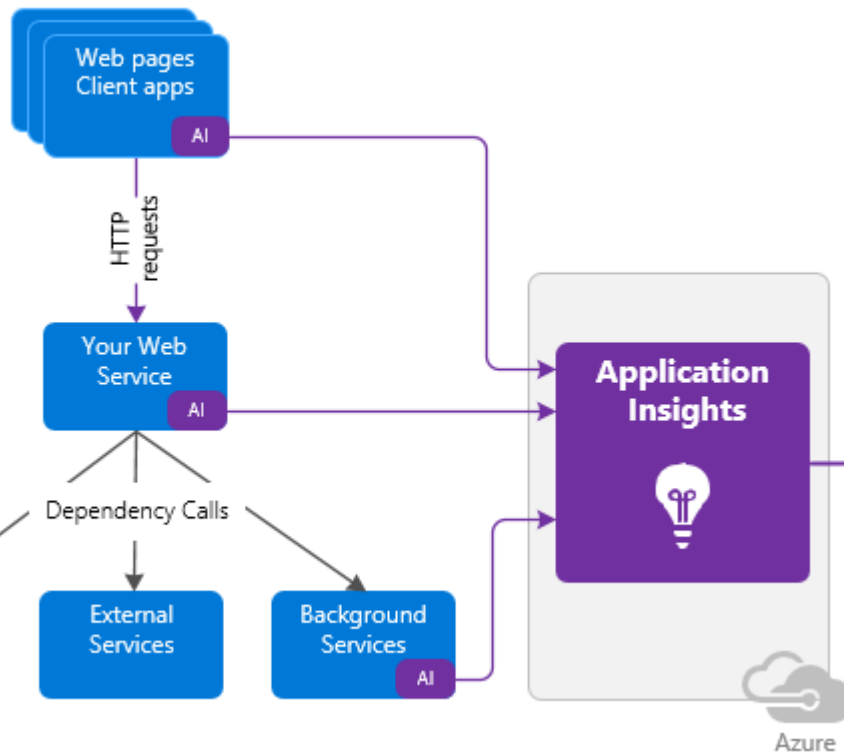 Web pages
Client apps
AI
HTTP
requests
Your Web
Service
AI
Application
Insights
Dependency Calls
External
Services
Background
Services
AI
Azure